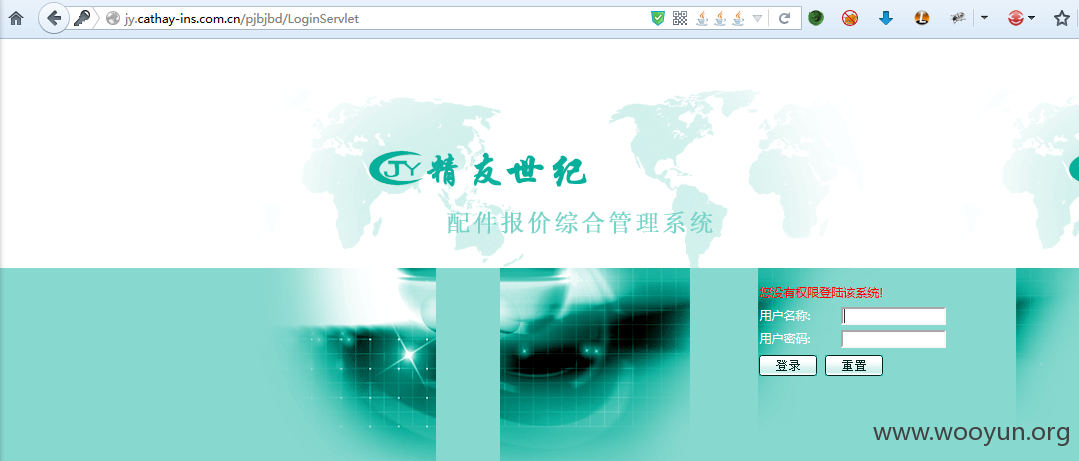 jy.cathay-ins.com.cn/pjbjbd/LoginServlet
JY 精友世纪
配件报价综合管理系统
您没有权限登陆该系统!
用户名称:
用户密码:
登录 重置
www.wooyun.org